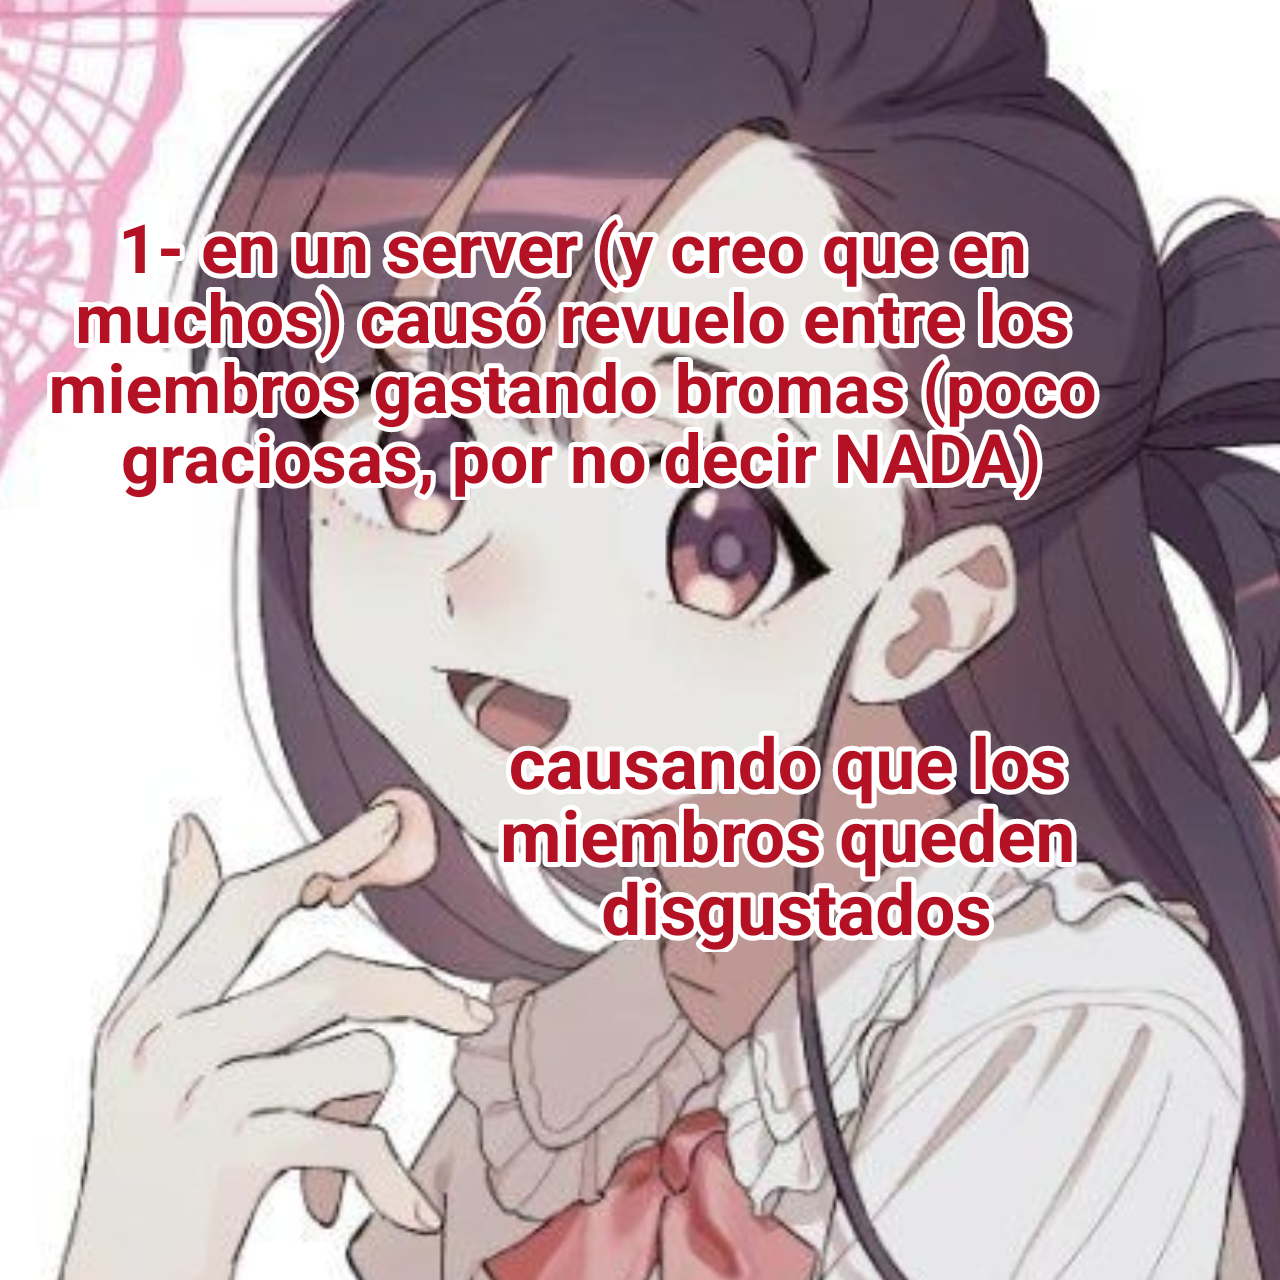 1- en un server (y creo que en
muchos) causó revuelo entre los
miembros gastando bromas (poco
graciosas, por no decir NADA)
causando que los
miembros queden
disgustados